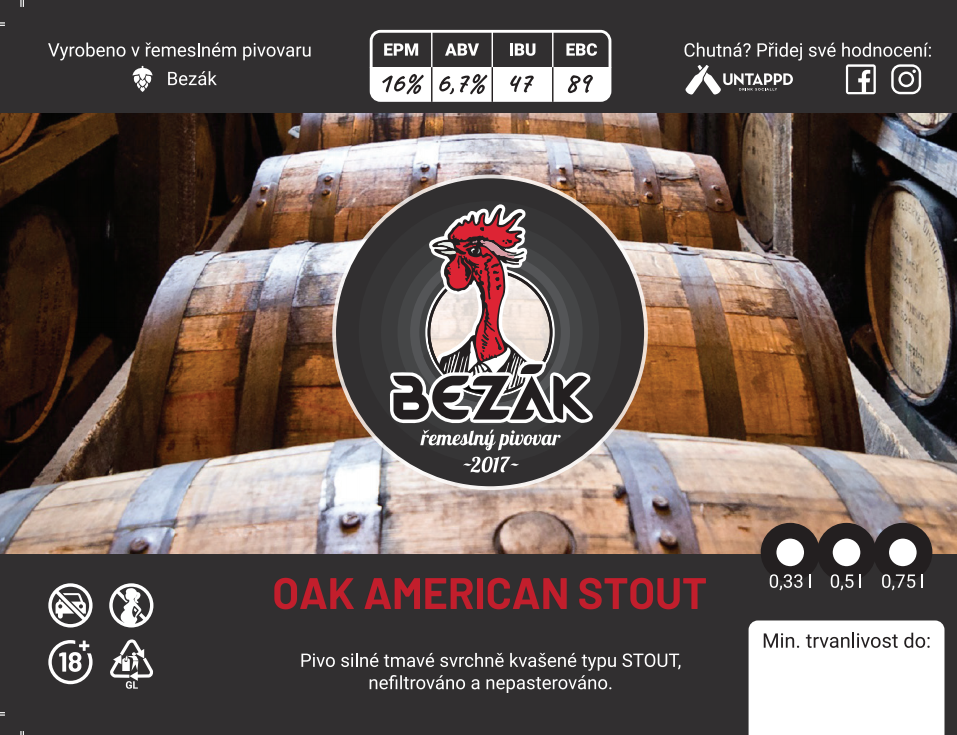 Vyrobeno v řemeslném pivovaru
Bezák
EPM ABV IBU EBC
16% 6,7% 47 89
Chutná? Přidej své hodnocení:
UNTAPPD
DRINK SOCIALLY
BEZÁK
řemeslný pivovar
~2017~
0,33 l 0,5 l 0,75 l
OAK AMERICAN STOUT
18+
GL
Pivo silné tmavé svrchně kvašené typu STOUT,
nefiltrováno a nepasterováno.
Min. trvanlivost do: